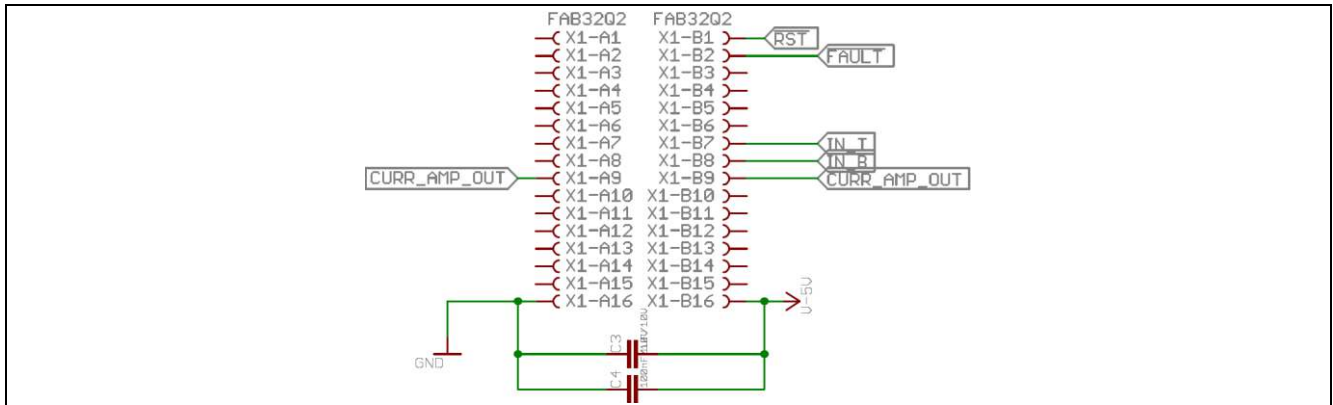 FAB32Q2 FAB32Q2
X1-A1 X1-B1 RST
X1-A2 X1-B2 FAULT
X1-A3 X1-B3
X1-A4 X1-B4
X1-A5 X1-B5
X1-A6 X1-B6
X1-A7 X1-B7 IN_T
X1-A8 X1-B8 IN_B
CURR_AMP_OUT X1-A9 X1-B9 CURR_AMP_OUT
X1-A10 X1-B10
X1-A11 X1-B11
X1-A12 X1-B12
X1-A13 X1-B13
X1-A14 X1-B14
X1-A15 X1-B15
X1-A16 X1-B16 V-5V
C3
GND
C4